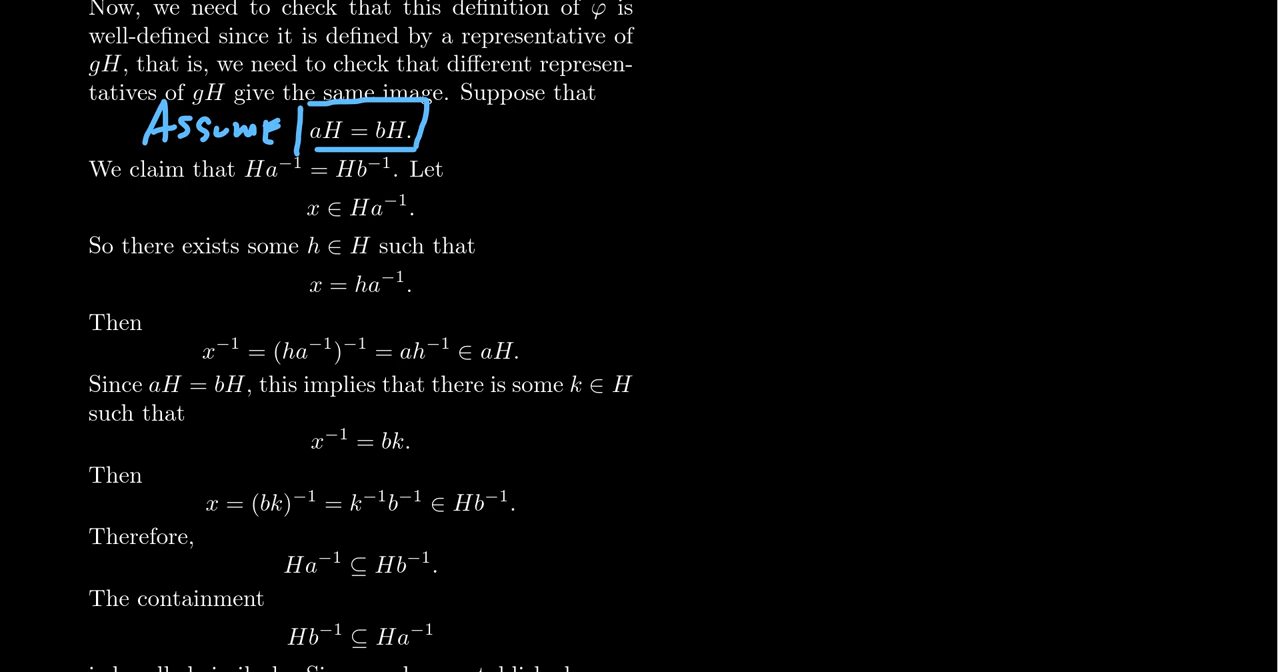 Now, we need to check that this definition of φ is
well-defined since it is defined by a representative of
gH, that is, we need to check that different represen-
tatives of gH give the same image. Suppose that
Assume aH = bH.
We claim that Ha⁻¹ = Hb⁻¹. Let
x ∈ Ha⁻¹.
So there exists some h ∈ H such that
x = ha⁻¹.
Then
x⁻¹ = (ha⁻¹)⁻¹ = ah⁻¹ ∈ aH.
Since aH = bH, this implies that there is some k ∈ H
such that
x⁻¹ = bk.
Then
x = (bk)⁻¹ = k⁻¹b⁻¹ ∈ Hb⁻¹.
Therefore,
Ha⁻¹ ⊆ Hb⁻¹.
The containment
Hb⁻¹ ⊆ Ha⁻¹